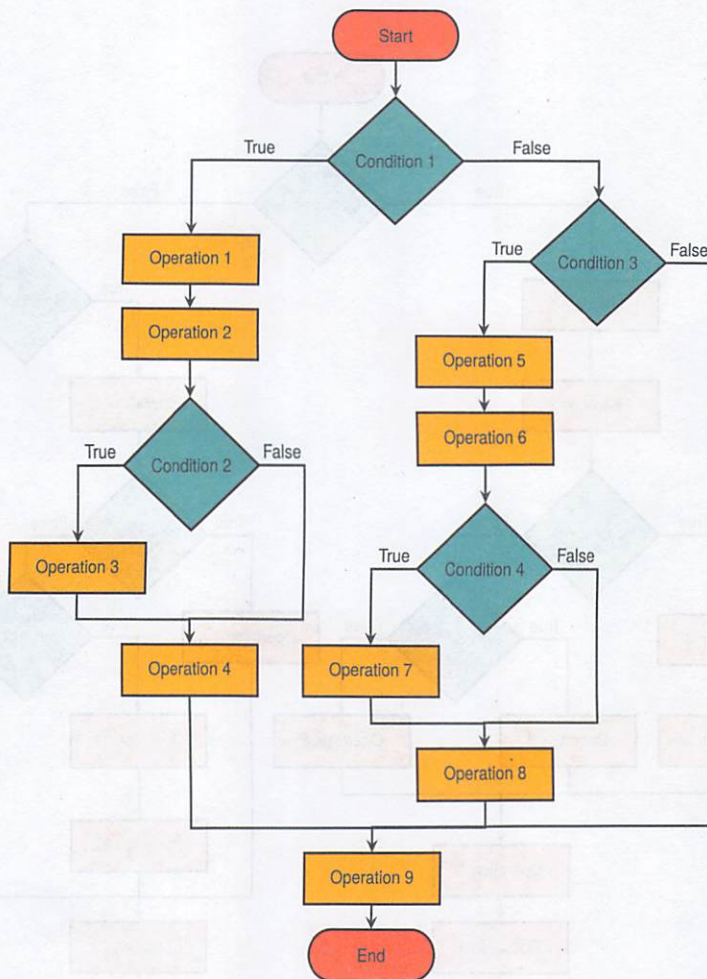 Start
Condition 1
True
False
Operation 1
Operation 2
Condition 2
True
False
Operation 3
Operation 4
Condition 3
True
False
Operation 5
Operation 6
Condition 4
True
False
Operation 7
Operation 8
Operation 9
End